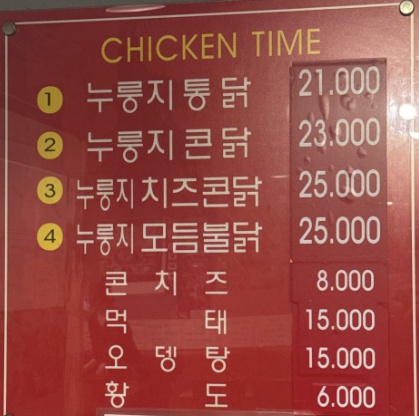 CHICKEN TIME
1 누룽지통닭 21.000
2 누룽지콘닭 23.000
3 누룽지치즈콘닭 25.000
4 누룽지모듬불닭 25.000
콘치즈 8.000
먹태 15.000
오뎅탕 15.000
황도 6.000